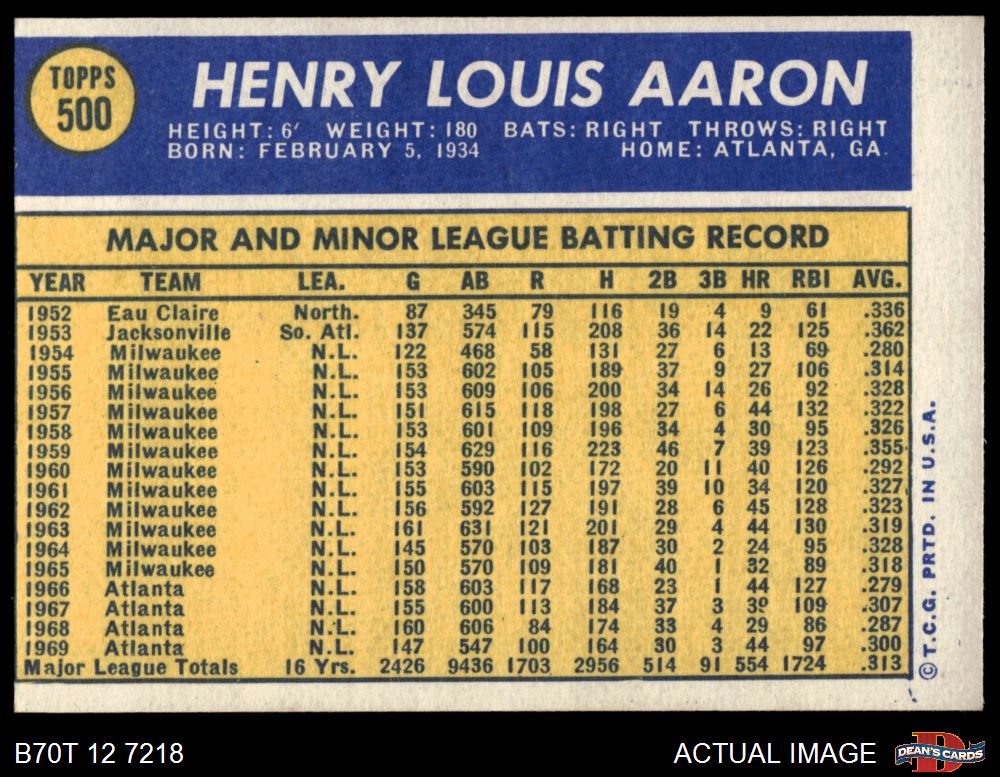 TOPPS
500
HENRY LOUIS AARON
HEIGHT: 6' WEIGHT: 180 BATS: RIGHT THROWS: RIGHT
BORN: FEBRUARY 5, 1934 HOME: ATLANTA, GA.
MAJOR AND MINOR LEAGUE BATTING RECORD
YEAR TEAM LEA. G AB R H 2B 3B HR RBI AVG.
1952 Eau Claire North. 87 345 79 116 19 4 9 61 .336
1953 Jacksonville So. Atl. 137 574 115 208 36 14 22 125 .362
1954 Milwaukee N.L. 122 468 58 131 27 6 13 69 .280
1955 Milwaukee N.L. 153 602 105 189 37 9 27 106 .314
1956 Milwaukee N.L. 153 609 106 200 34 14 26 92 .328
1957 Milwaukee N.L. 151 615 118 198 27 6 44 132 .322
1958 Milwaukee N.L. 153 601 109 196 34 4 30 95 .326
1959 Milwaukee N.L. 154 629 116 223 46 7 39 123 .355
1960 Milwaukee N.L. 153 590 102 172 20 11 40 126 .292
1961 Milwaukee N.L. 155 603 115 197 39 10 34 120 .327
1962 Milwaukee N.L. 156 592 127 191 28 6 45 128 .323
1963 Milwaukee N.L. 161 631 121 201 29 4 44 130 .319
1964 Milwaukee N.L. 145 570 103 187 30 2 24 95 .328
1965 Milwaukee N.L. 150 570 109 181 40 1 32 89 .318
1966 Atlanta N.L. 158 603 117 168 23 1 44 127 .279
1967 Atlanta N.L. 155 600 113 184 37 3 39 109 .307
1968 Atlanta N.L. 160 606 84 174 33 4 29 86 .287
1969 Atlanta N.L. 147 547 100 164 30 3 44 97 .300
Major League Totals 16 Yrs. 2426 9436 1703 2956 514 91 554 1724 .313
© T.C.G. PRTD. IN U.S.A.
B70T 12 7218
ACTUAL IMAGE
DEAN'S CARDS